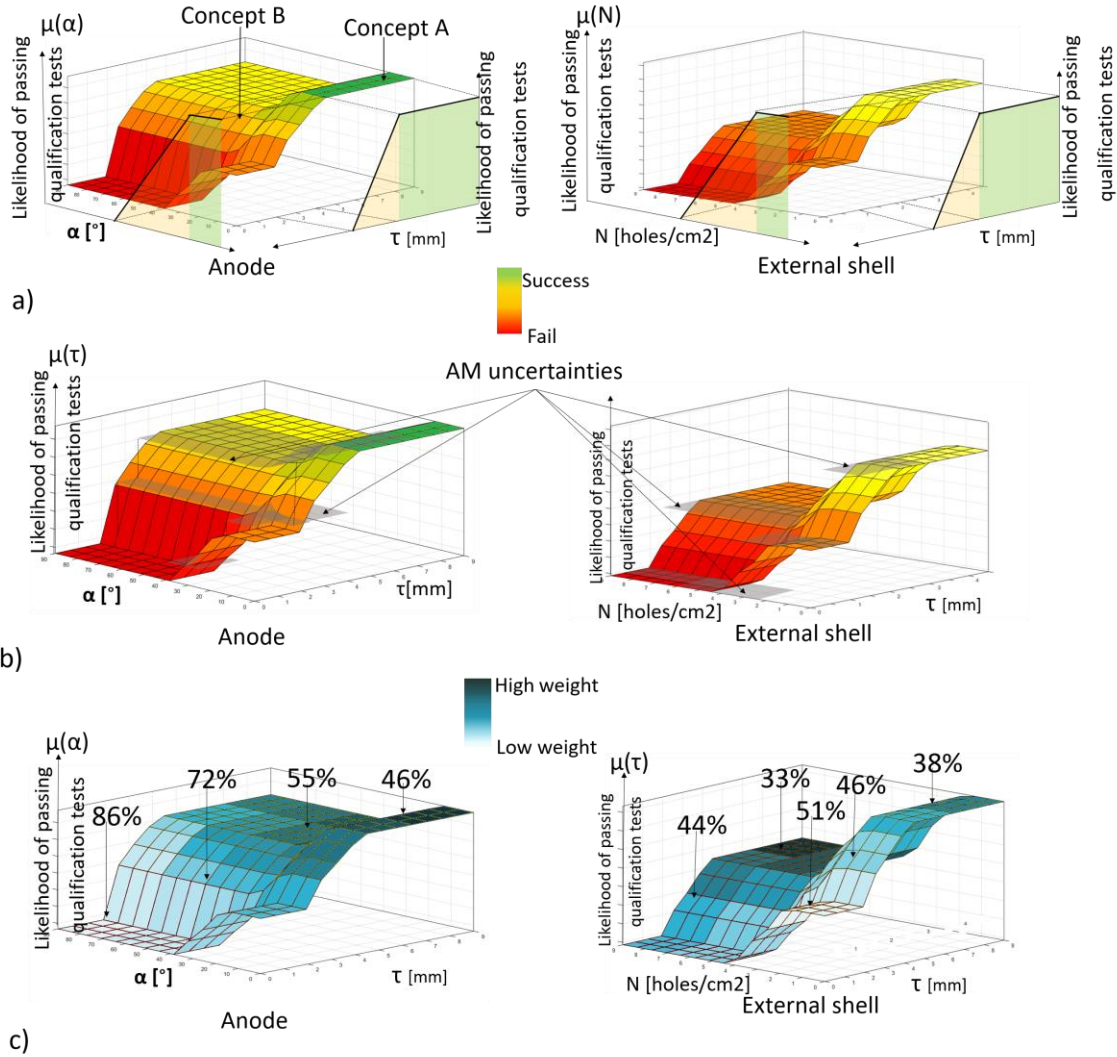 Concept B
Concept A
μ(α)
μ(N)
Likelihood of passing
qualification tests
Likelihood of passing
qualification tests
Likelihood of passing
qualification tests
Likelihood of passing
qualification tests
α [°]
τ [mm]
N [holes/cm2]
τ [mm]
Anode
External shell
Success
Fail
a)
μ(τ)
AM uncertainties
Likelihood of passing
qualification tests
Likelihood of passing
qualification tests
α [°]
τ[mm]
N [holes/cm2]
τ [mm]
Anode
External shell
b)
High weight
Low weight
μ(α)
μ(τ)
86%
72%
55%
46%
44%
33%
51%
46%
38%
Likelihood of passing
qualification tests
Likelihood of passing
qualification tests
α [°]
τ [mm]
N [holes/cm2]
τ [mm]
Anode
External shell
c)